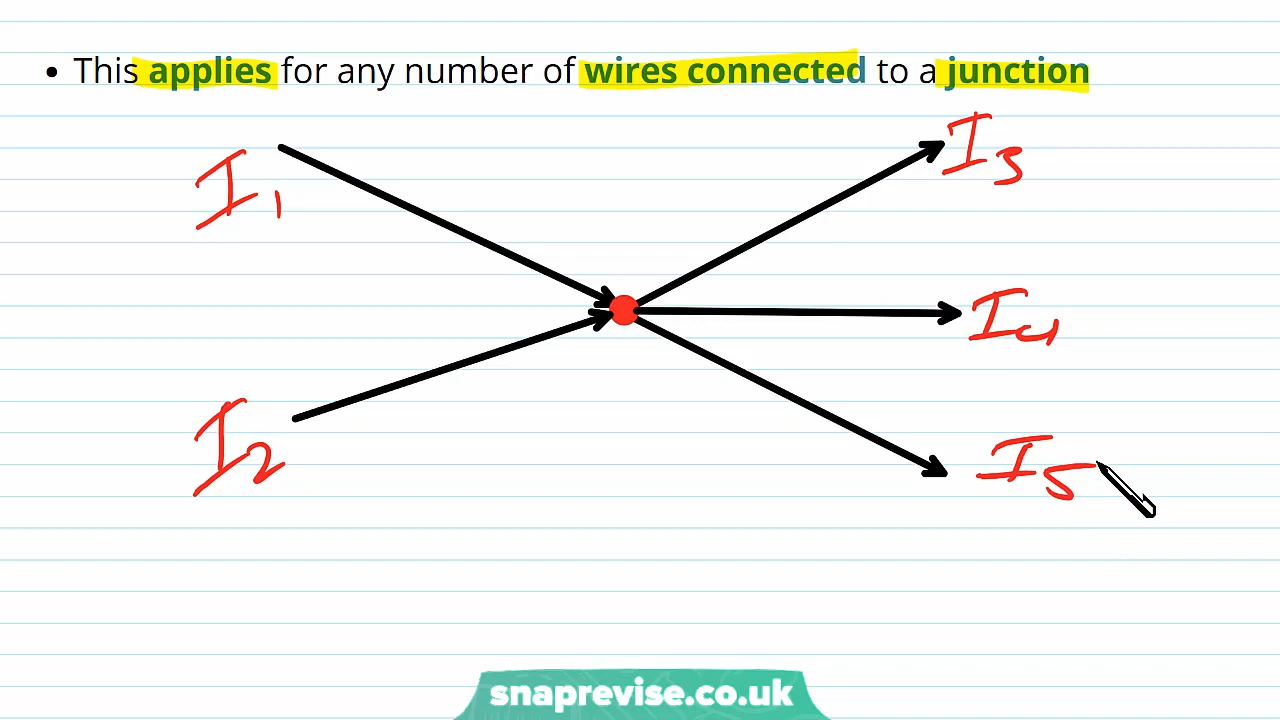 • This applies for any number of wires connected to a junction
I₁
I₂
I₃
I₄
I₅
snaprevise.co.uk